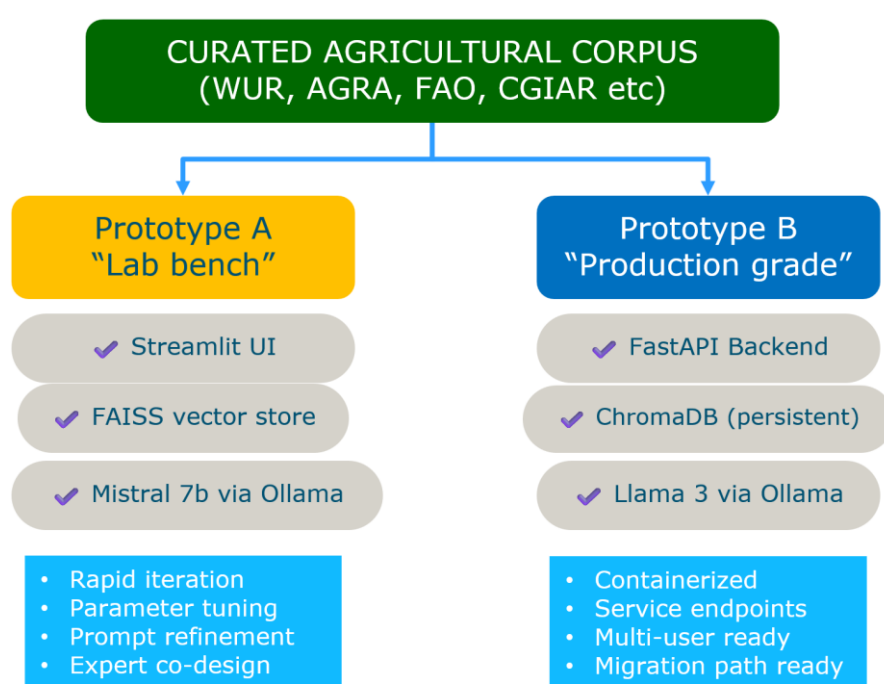 CURATED AGRICULTURAL CORPUS
(WUR, AGRA, FAO, CGIAR etc)
Prototype A
“Lab bench”
✔ Streamlit UI
✔ FAISS vector store
✔ Mistral 7b via Ollama
• Rapid iteration
• Parameter tuning
• Prompt refinement
• Expert co-design
Prototype B
“Production grade”
✔ FastAPI Backend
✔ ChromaDB (persistent)
✔ Llama 3 via Ollama
• Containerized
• Service endpoints
• Multi-user ready
• Migration path ready